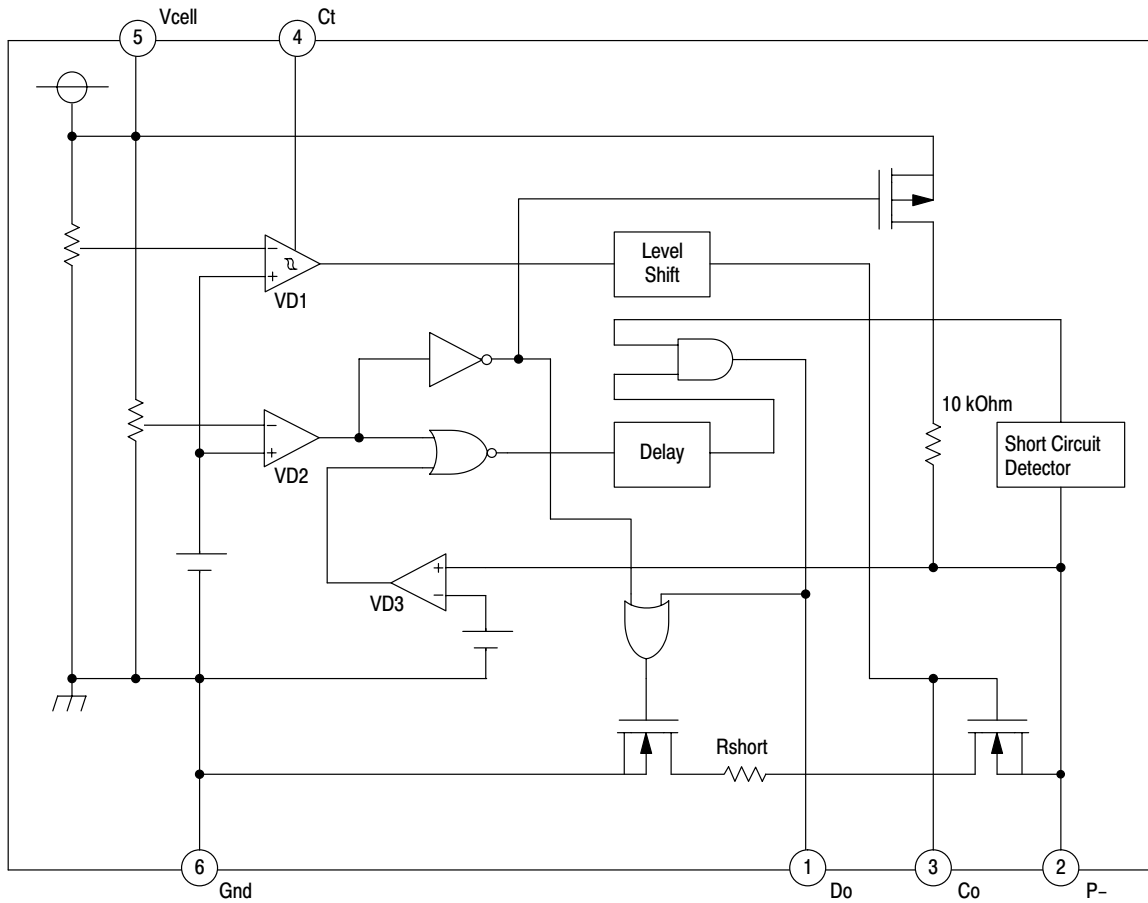 Vcell
Ct
5
4
Level
Shift
VD1
10 kOhm
Short Circuit
Detector
Delay
VD2
VD3
Rshort
6
1
3
2
Gnd
Do
Co
P–